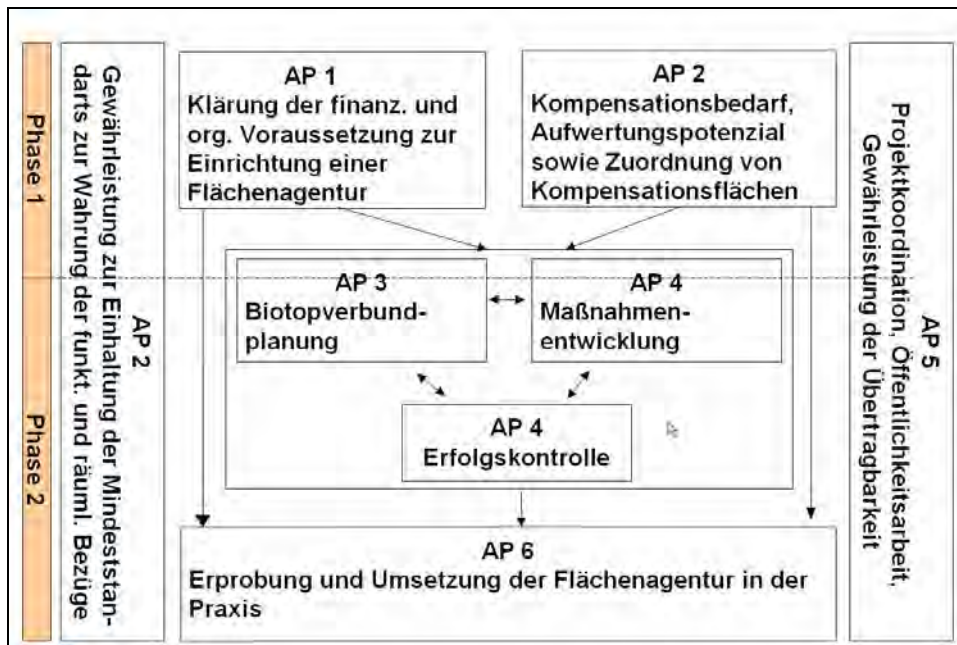 Phase 1
Phase 2
AP 2
Gewährleistung zur Einhaltung der Mindeststan-
darts zur Wahrung der funkt. und räuml. Bezüge
AP 1
Klärung der finanz. und
org. Voraussetzung zur
Einrichtung einer
Flächenagentur
AP 2
Kompensationsbedarf,
Aufwertungspotenzial
sowie Zuordnung von
Kompensationsflächen
AP 3
Biotopverbund-
planung
AP 4
Maßnahmen-
entwicklung
AP 4
Erfolgskontrolle
AP 6
Erprobung und Umsetzung der Flächenagentur in der
Praxis
AP 5
Projektkoordination, Öffentlichkeitsarbeit,
Gewährleistung der Übertragbarkeit